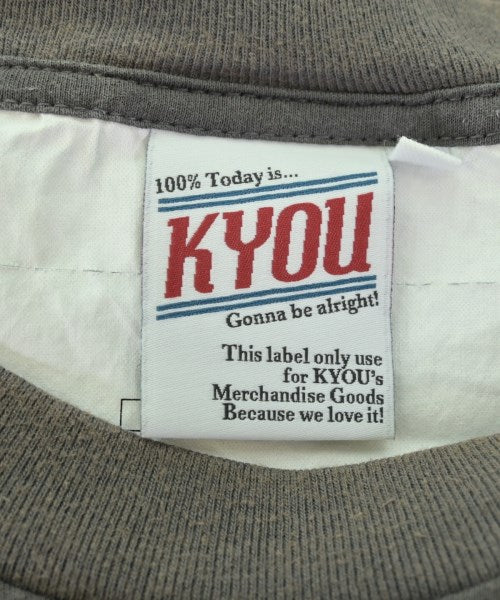 100% Today is...
KYOU
Gonna be alright!
This label only use
for KYOU's
Merchandise Goods
Because we love it!